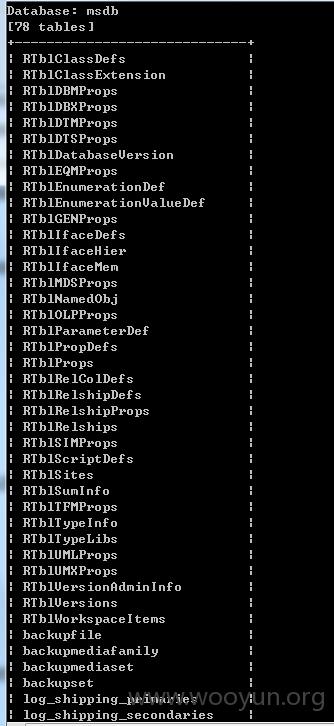 Database: msdb
[78 tables]
+-----------------------------+
| RTblClassDefs |
| RTblClassExtension |
| RTblDBMProps |
| RTblDBXProps |
| RTblDTMProps |
| RTblDTSProps |
| RTblDatabaseVersion |
| RTblEQMProps |
| RTblEnumerationDef |
| RTblEnumerationValueDef |
| RTblGENProps |
| RTblIfaceDefs |
| RTblIfaceHier |
| RTblIfaceMem |
| RTblMDSProps |
| RTblNamedObj |
| RTblOLPProps |
| RTblParameterDef |
| RTblPropDefs |
| RTblProps |
| RTblRelColDefs |
| RTblRelshipDefs |
| RTblRelshipProps |
| RTblRelships |
| RTblSIMProps |
| RTblScriptDefs |
| RTblSites |
| RTblSumInfo |
| RTblTFMProps |
| RTblTypeInfo |
| RTblTypeLibs |
| RTblUMLProps |
| RTblUMXProps |
| RTblVersionAdminInfo |
| RTblVersions |
| RTblWorkspaceItems |
| backupfile |
| backupmediafamily |
| backupmediaset |
| backupset |
| log_shipping_primaries |
| log_shipping_secondaries |
www.wooyun.org